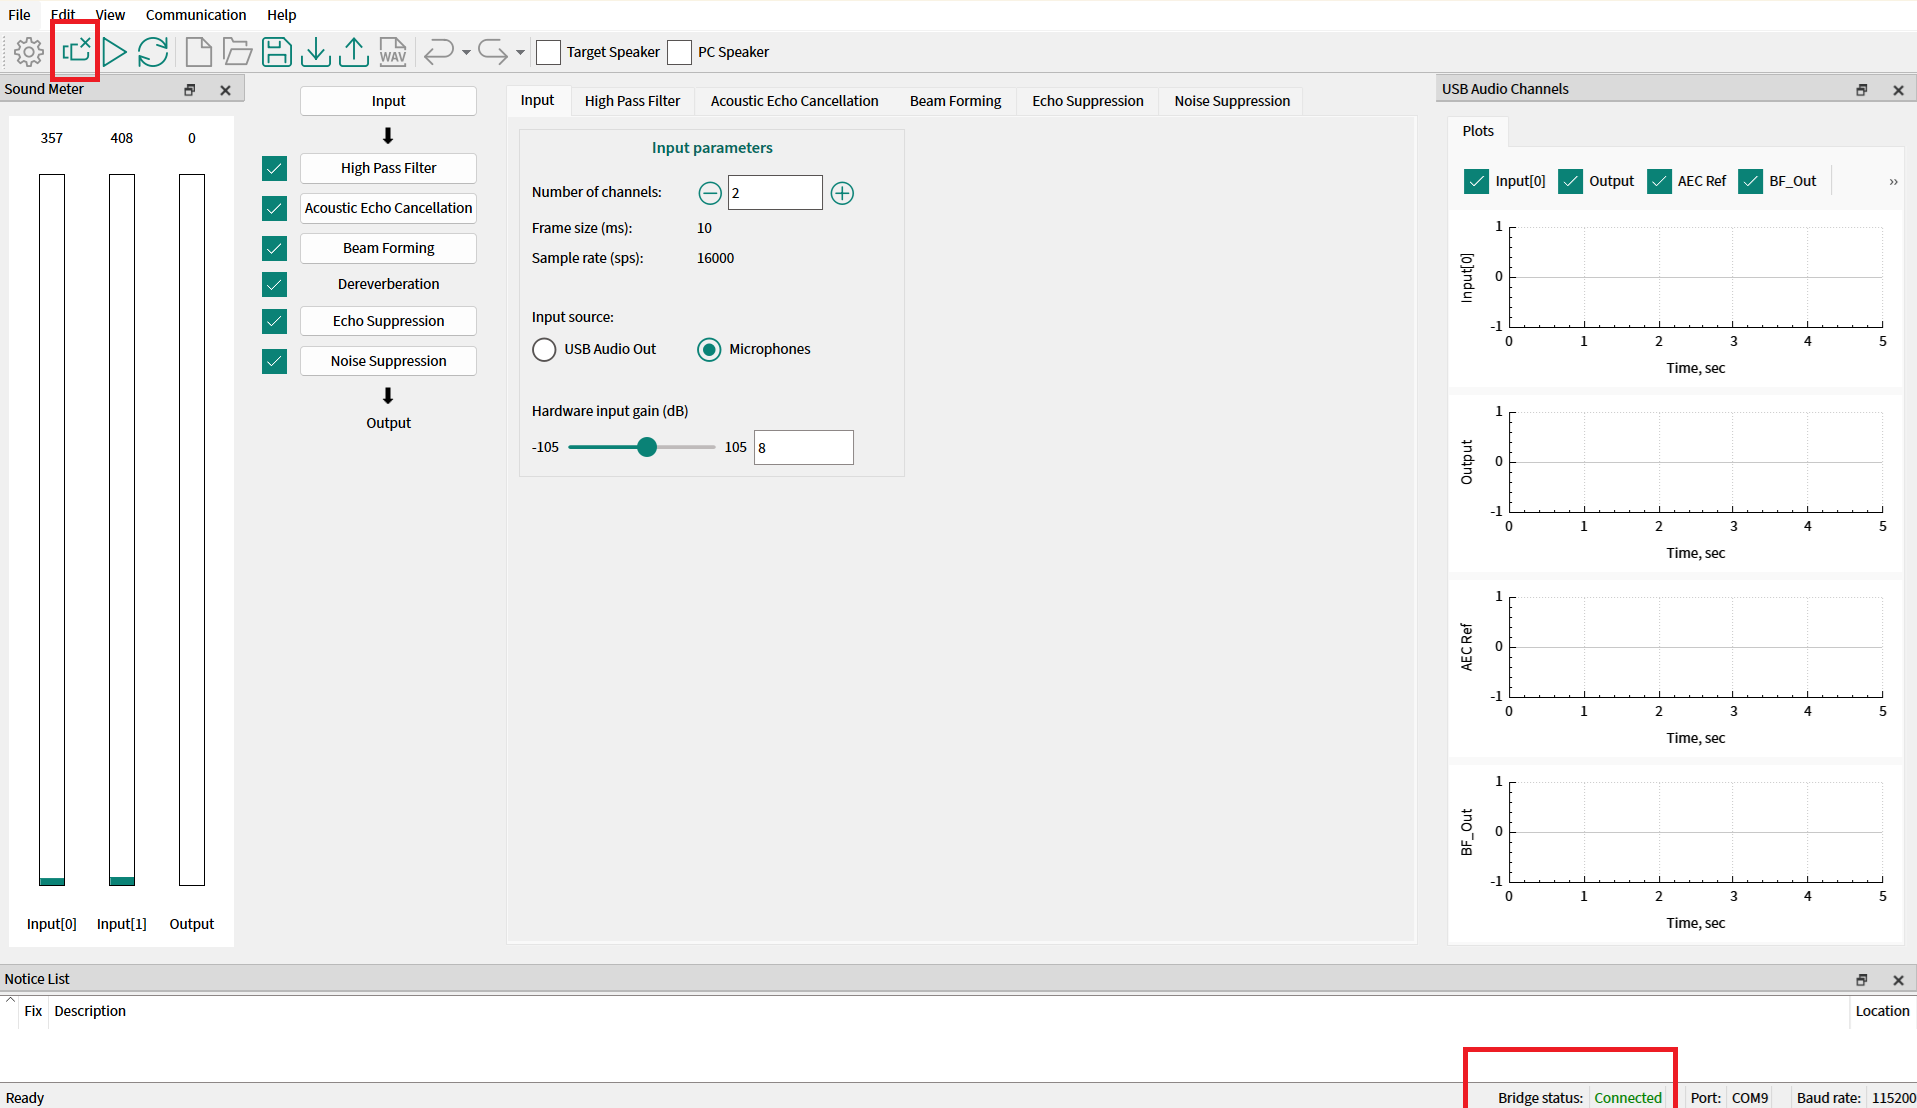 File Edit View Communication Help
WAV Target Speaker PC Speaker
Sound Meter
357 408 0
Input[0] Input[1] Output
Input
High Pass Filter
Acoustic Echo Cancellation
Beam Forming
Dereverberation
Echo Suppression
Noise Suppression
Output
Input High Pass Filter Acoustic Echo Cancellation Beam Forming Echo Suppression Noise Suppression
Input parameters
Number of channels: 2
Frame size (ms): 10
Sample rate (sps): 16000
Input source:
USB Audio Out Microphones
Hardware input gain (dB)
-105 105 8
USB Audio Channels
Plots
Input[0] Output AEC Ref BF_Out »
Input[0]
1
0
-1
0 1 2 3 4 5
Time, sec
Output
1
0
-1
0 1 2 3 4 5
Time, sec
AEC Ref
1
0
-1
0 1 2 3 4 5
Time, sec
BF_Out
1
0
-1
0 1 2 3 4 5
Time, sec
Notice List
Fix Description Location
Ready Bridge status: Connected Port: COM9 Baud rate: 115200